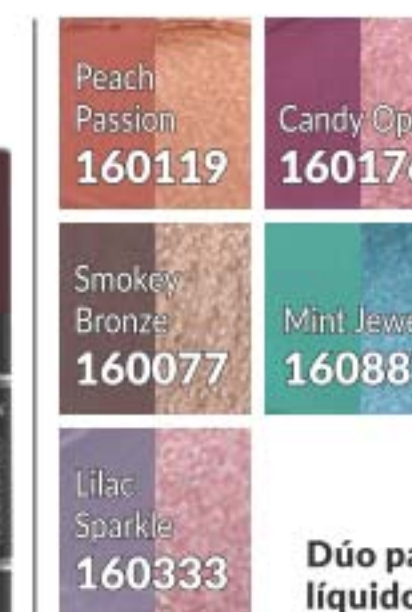 Peach
Passion
160119
Candy Op
16017
Smokey
Bronze
160077
Mint Jewe
16088
Lilac
Sparkle
160333
Dúo pa
líquido